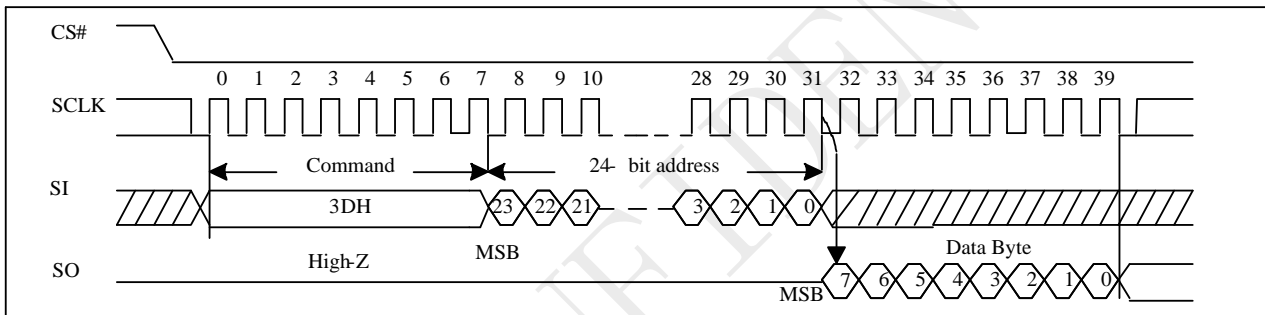 CS#
0 1 2 3 4 5 6 7 8 9 10 28 29 30 31 32 33 34 35 36 37 38 39
SCLK
Command 24- bit address
SI
3DH 23 22 21 3 2 1 0
MSB Data Byte
High-Z
SO
MSB 7 6 5 4 3 2 1 0